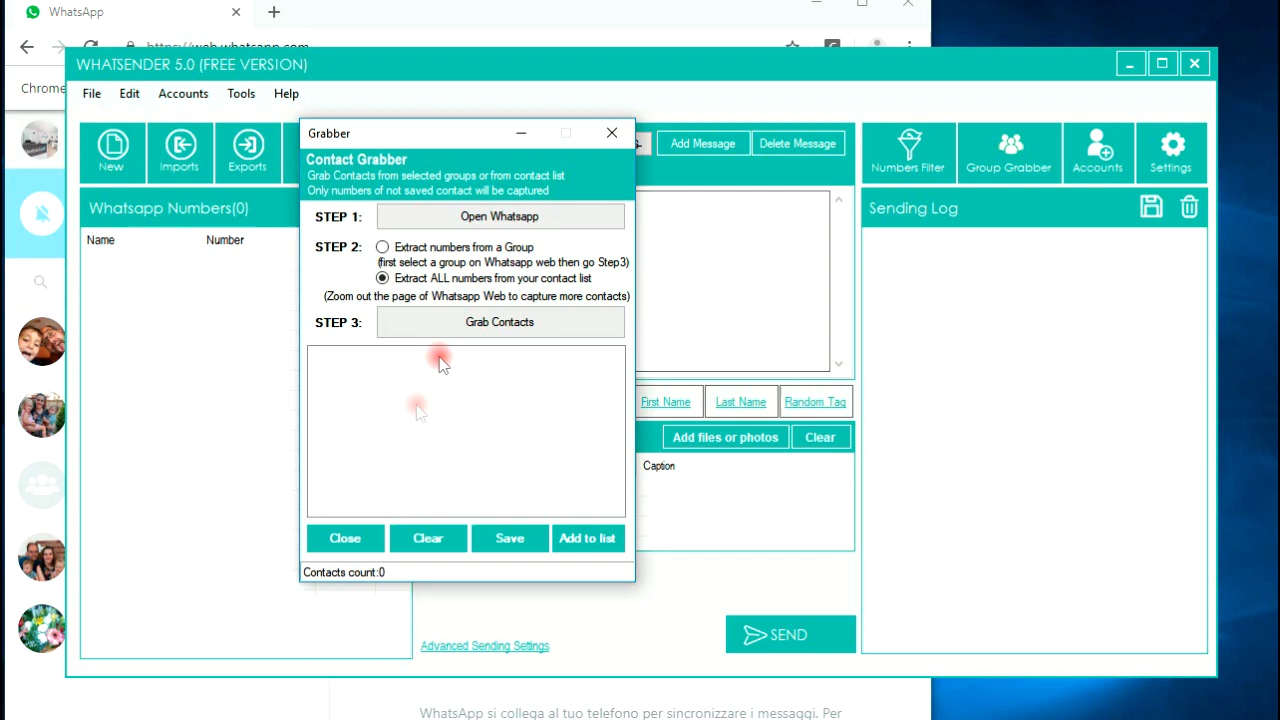 WhatsApp
https://web.whatsapp.com
Chrome
WHATSENDER 5.0 (FREE VERSION)
File Edit Accounts Tools Help
New Imports Exports
Add Message Delete Message
Numbers Filter Group Grabber Accounts Settings
Whatsapp Numbers(0)
Name Number
Grabber
Contact Grabber
Grab Contacts from selected groups or from contact list
Only numbers of not saved contact will be captured
STEP 1: Open Whatsapp
STEP 2: Extract numbers from a Group
(first select a group on Whatsapp web then go Step3)
Extract ALL numbers from your contact list
(Zoom out the page of Whatsapp Web to capture more contacts)
STEP 3: Grab Contacts
Close Clear Save Add to list
Contacts count:0
First Name Last Name Random Tag
Add files or photos Clear
Caption
Advanced Sending Settings
SEND
Sending Log
WhatsApp si collega al tuo telefono per sincronizzare i messaggi. Per